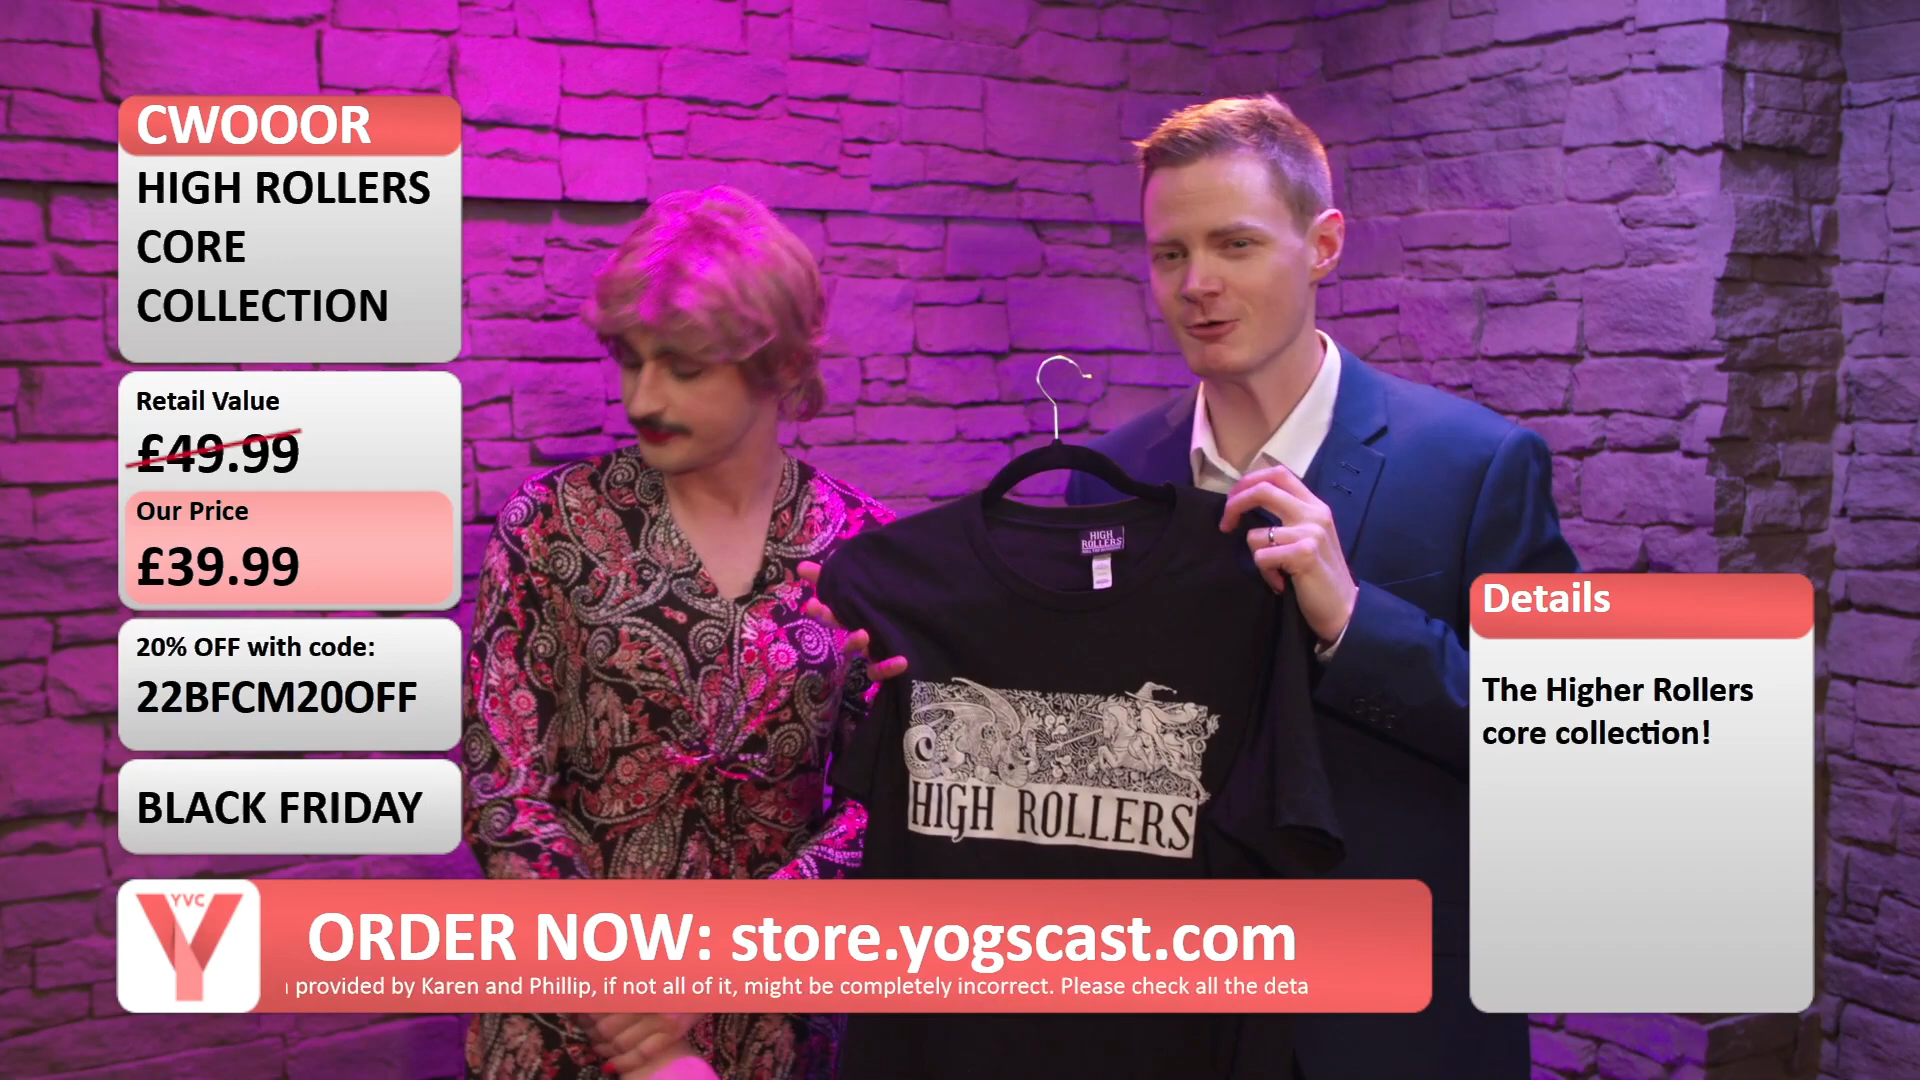 CWOOOR
HIGH ROLLERS
CORE
COLLECTION
Retail Value
£49.99
Our Price
£39.99
20% OFF with code:
22BFCM20OFF
BLACK FRIDAY
HIGH
ROLLERS
HIGH ROLLERS
Details
The Higher Rollers
core collection!
YVC
Y
ORDER NOW: store.yogscast.com
provided by Karen and Phillip, if not all of it, might be completely incorrect. Please check all the deta